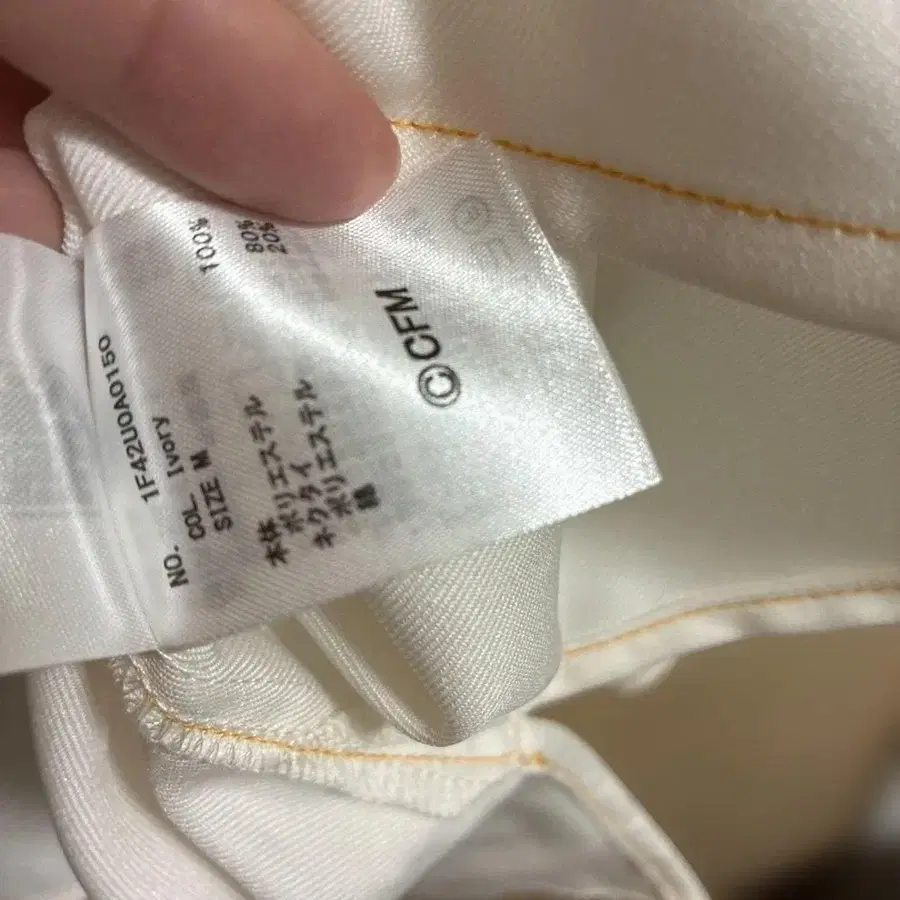 NO. 1F42U0A0150
COL Ivory
SIZE M
本体
ポリエステル 100%
ネクタイ
ポリエステル 80%
綿 20%
©CFM